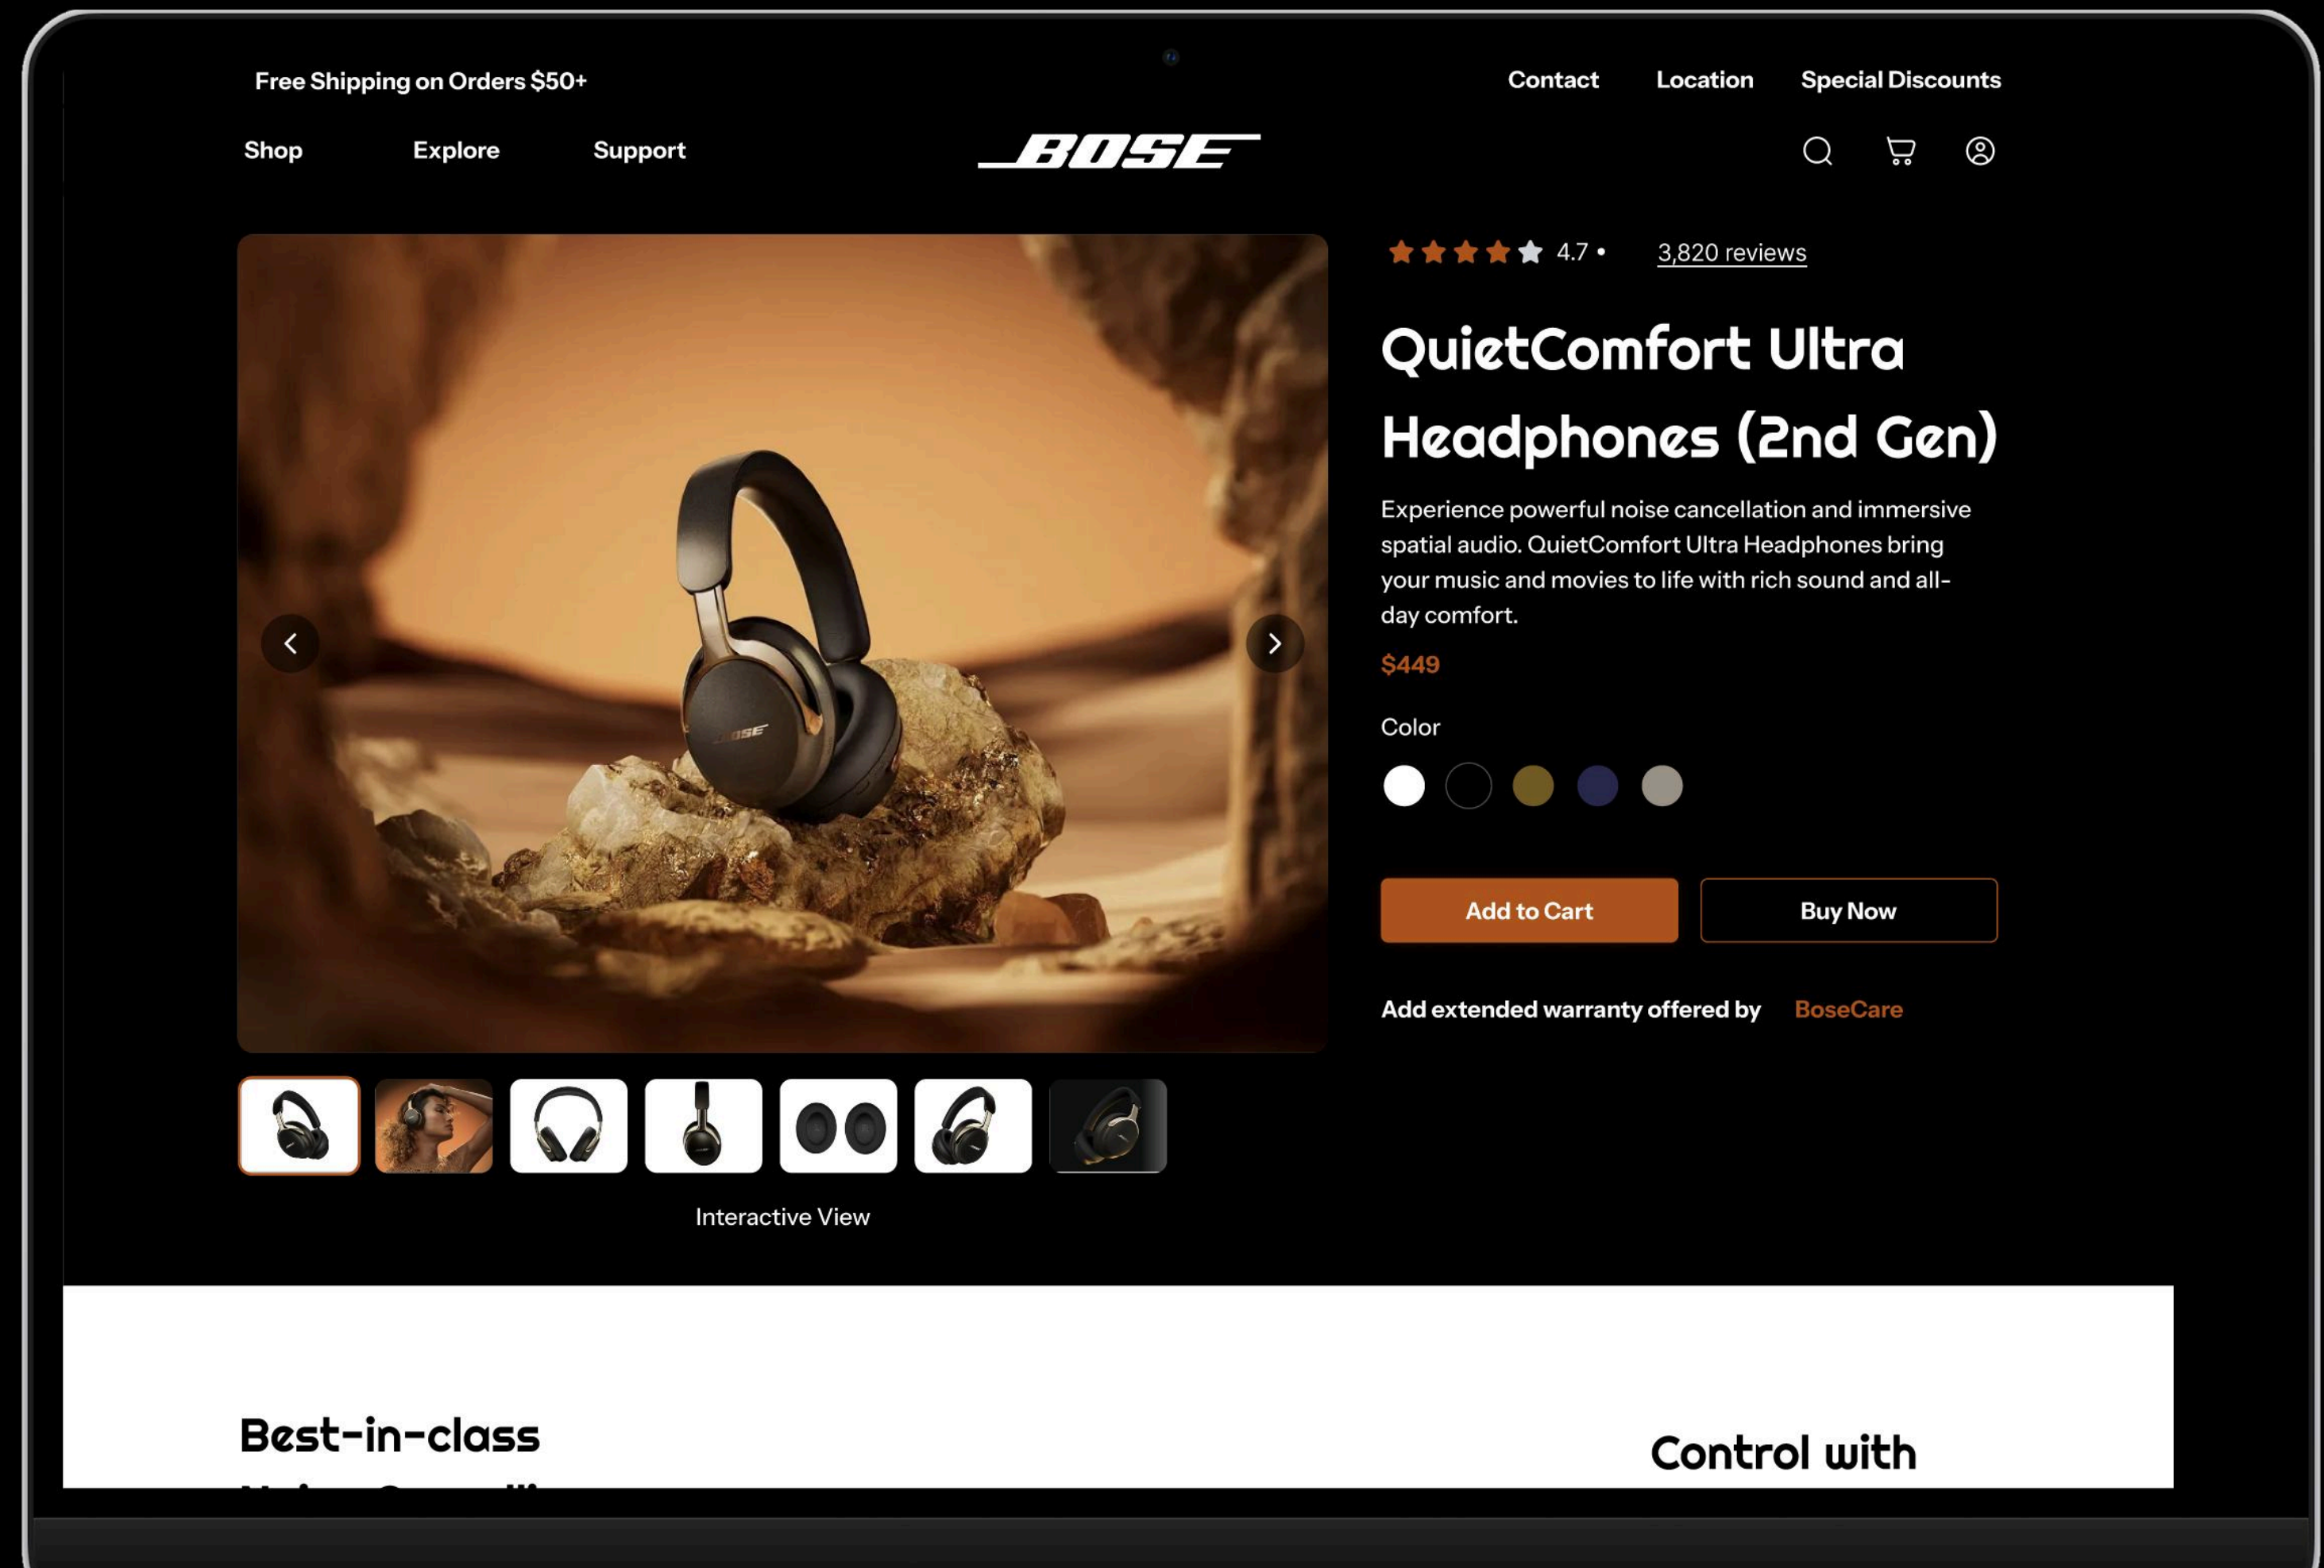 Free Shipping on Orders $50+
Contact Location Special Discounts
Shop Explore Support
BOSE
4.7 • 3,820 reviews
QuietComfort Ultra
Headphones (2nd Gen)
Experience powerful noise cancellation and immersive
spatial audio. QuietComfort Ultra Headphones bring
your music and movies to life with rich sound and all-
day comfort.
$449
Color
BOSE
Add to Cart
Buy Now
Add extended warranty offered by BoseCare
Interactive View
Best-in-class
Control with